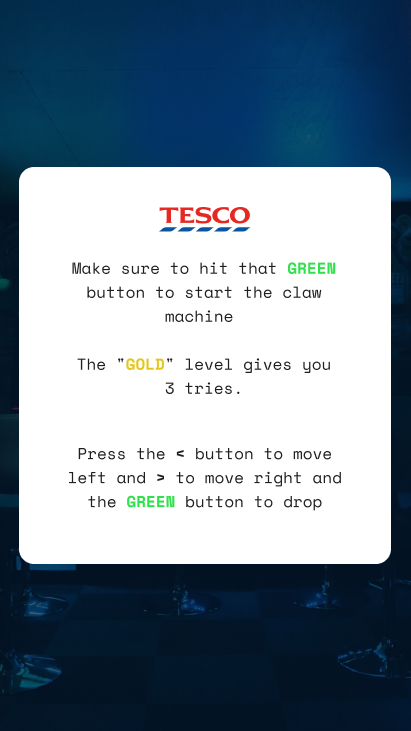 TESCO
Make sure to hit that GREEN
button to start the claw
machine
The "GOLD" level gives you
3 tries.
Press the < button to move
left and > to move right and
the GREEN button to drop